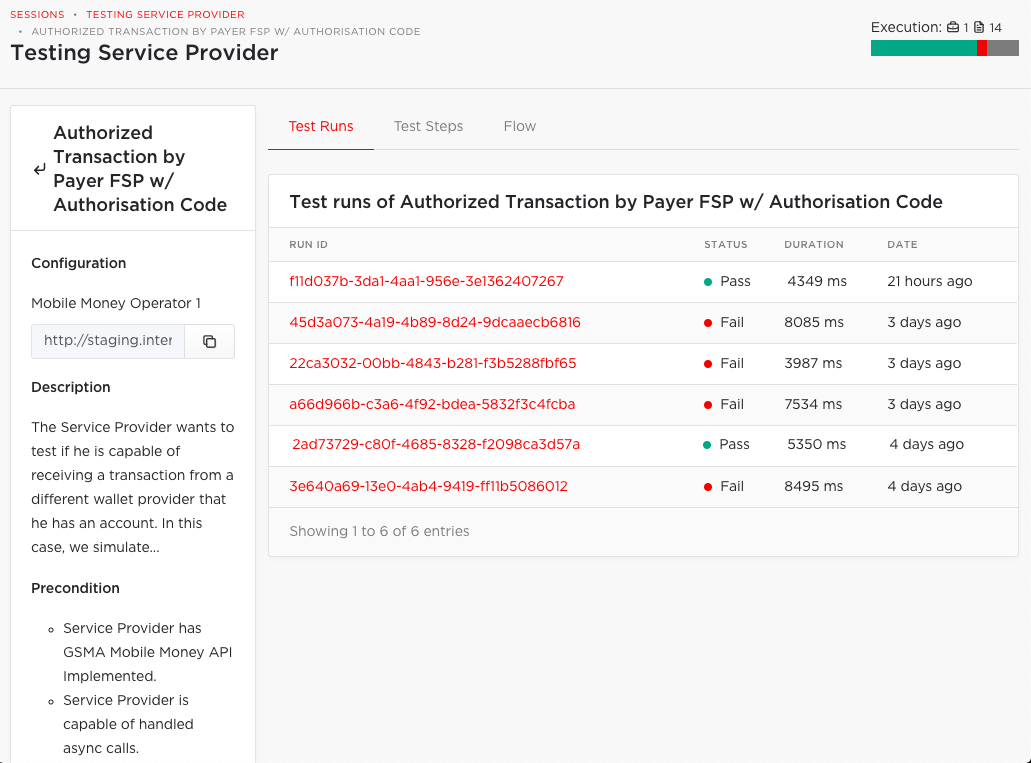 SESSIONS • TESTING SERVICE PROVIDER
• AUTHORIZED TRANSACTION BY PAYER FSP W/ AUTHORISATION CODE
Testing Service Provider
Execution: 1 14
Authorized
Transaction by
Payer FSP w/
Authorisation Code
Configuration
Mobile Money Operator 1
http://staging.inter
Description
The Service Provider wants to
test if he is capable of
receiving a transaction from a
different wallet provider that
he has an account. In this
case, we simulate...
Precondition
Service Provider has
GSMA Mobile Money API
Implemented.
Service Provider is
capable of handled
async calls.
Test Runs Test Steps Flow
Test runs of Authorized Transaction by Payer FSP w/ Authorisation Code
RUN ID STATUS DURATION DATE
f11d037b-3da1-4aa1-956e-3e1362407267 Pass 4349 ms 21 hours ago
45d3a073-4a19-4b89-8d24-9dcaaecb6816 Fail 8085 ms 3 days ago
22ca3032-00bb-4843-b281-f3b5288fbf65 Fail 3987 ms 3 days ago
a66d966b-c3a6-4f92-bdea-5832f3c4fcba Fail 7534 ms 3 days ago
2ad73729-c80f-4685-8328-f2098ca3d57a Pass 5350 ms 4 days ago
3e640a69-13e0-4ab4-9419-ff11b5086012 Fail 8495 ms 4 days ago
Showing 1 to 6 of 6 entries